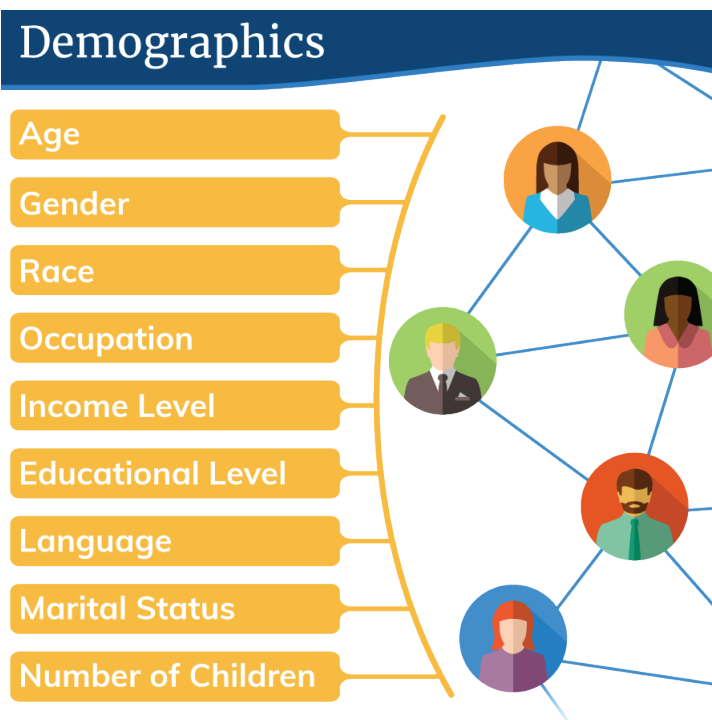 Demographics
Age
Gender
Race
Occupation
Income Level
Educational Level
Language
Marital Status
Number of Children